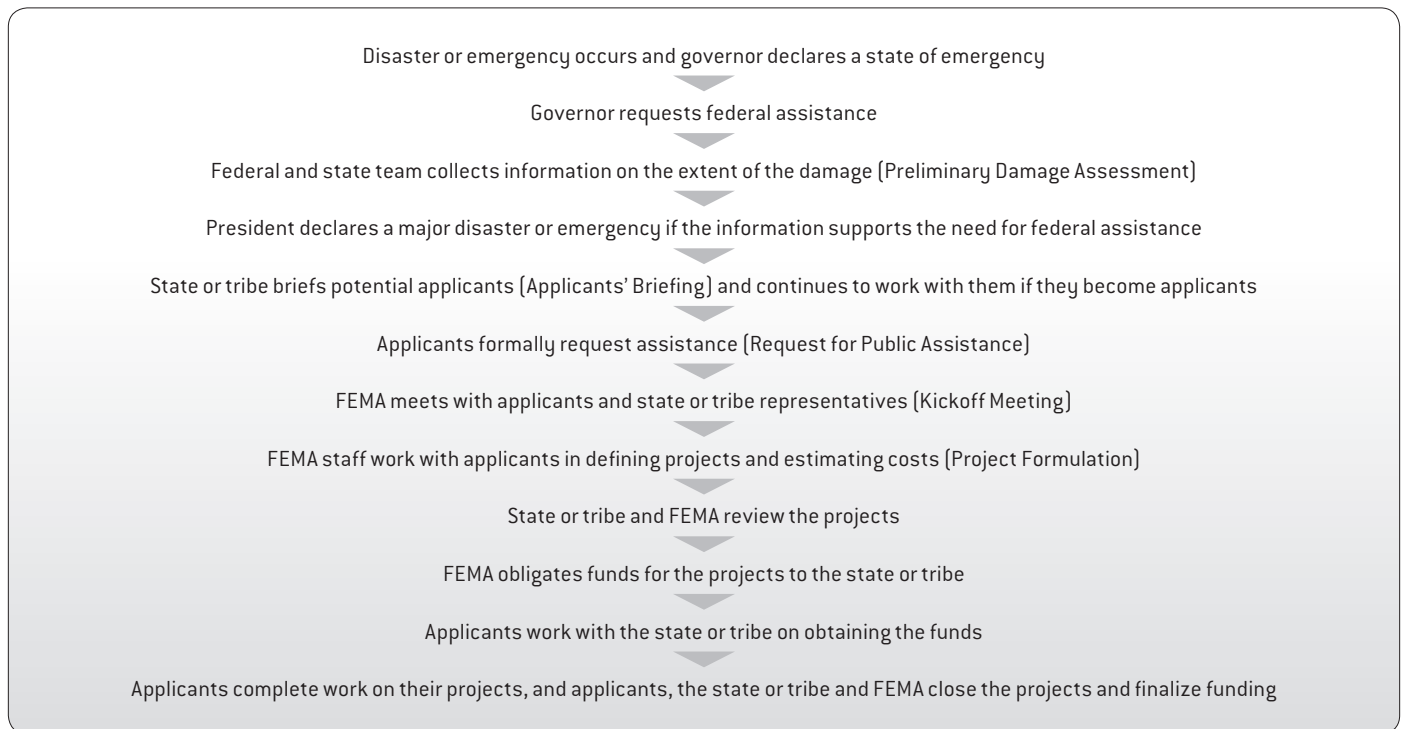 Disaster or emergency occurs and governor declares a state of emergency
Governor requests federal assistance
Federal and state team collects information on the extent of the damage (Preliminary Damage Assessment)
President declares a major disaster or emergency if the information supports the need for federal assistance
State or tribe briefs potential applicants (Applicants’ Briefing) and continues to work with them if they become applicants
Applicants formally request assistance (Request for Public Assistance)
FEMA meets with applicants and state or tribe representatives (Kickoff Meeting)
FEMA staff work with applicants in defining projects and estimating costs (Project Formulation)
State or tribe and FEMA review the projects
FEMA obligates funds for the projects to the state or tribe
Applicants work with the state or tribe on obtaining the funds
Applicants complete work on their projects, and applicants, the state or tribe and FEMA close the projects and finalize funding